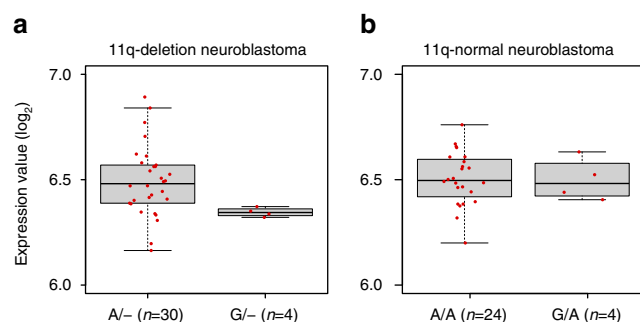 a
11q-deletion neuroblastoma
Expression value (log2)
7.0
6.5
6.0
A/− (n=30)
G/− (n=4)
b
11q-normal neuroblastoma
7.0
6.5
6.0
A/A (n=24)
G/A (n=4)